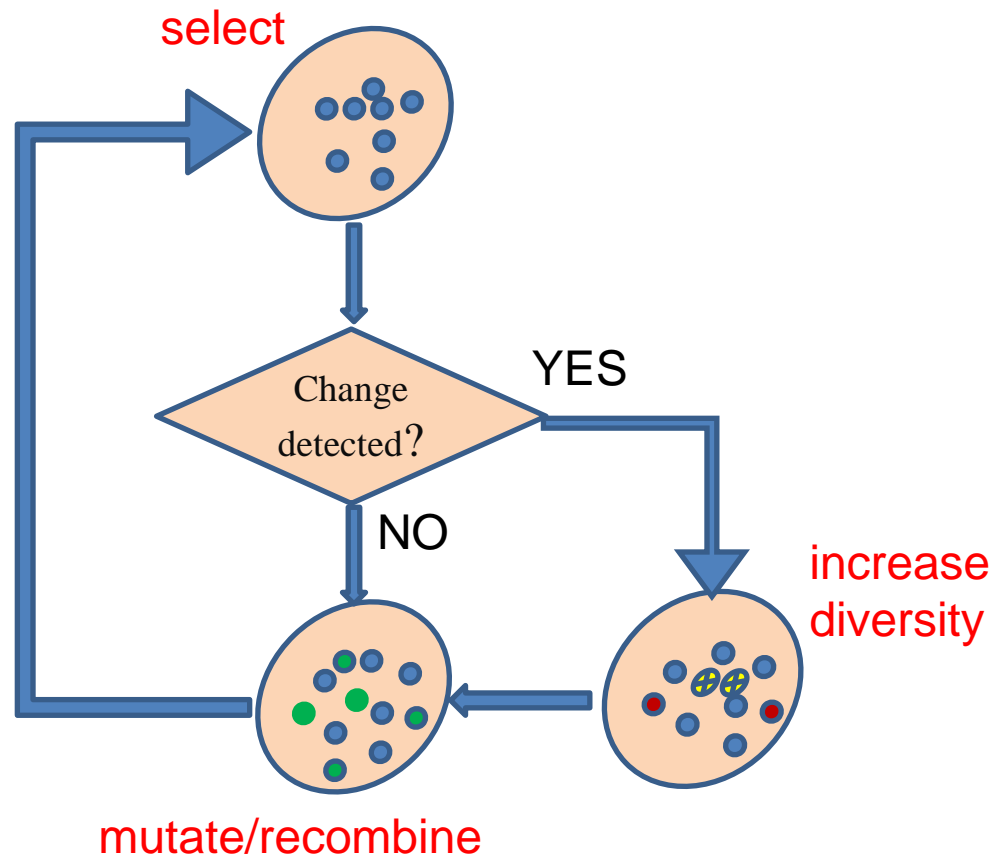 select
Change
detected?
YES
NO
increase
diversity
mutate/recombine